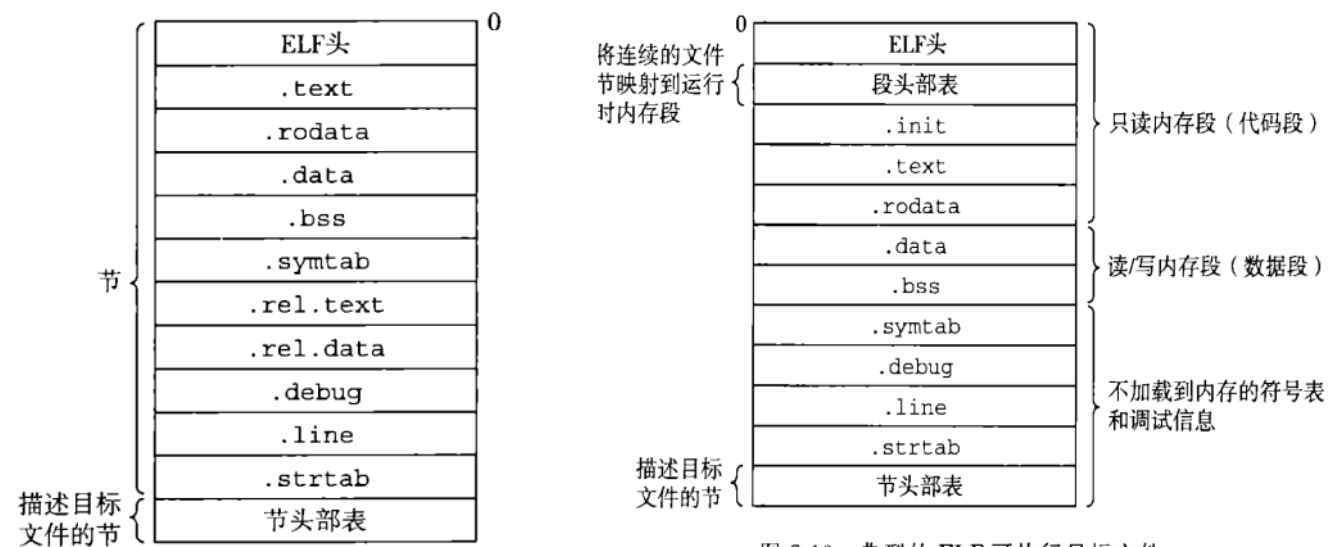 0
ELF头
.text
.rodata
.data
.bss
.symtab
.rel.text
.rel.data
.debug
.line
.strtab
节头部表
节
描述目标
文件的节
0
将连续的文件
节映射到运行
时内存段
ELF头
段头部表
.init
.text
.rodata
.data
.bss
.symtab
.debug
.line
.strtab
节头部表
描述目标
文件的节
只读内存段（代码段）
读/写内存段（数据段）
不加载到内存的符号表
和调试信息